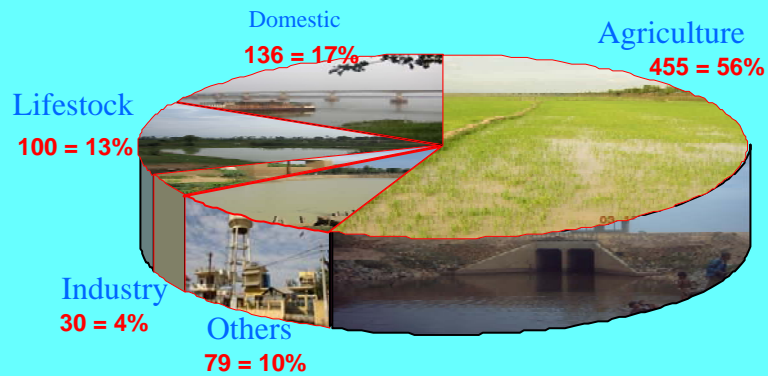 Domestic
136 = 17%
Agriculture
455 = 56%
Lifestock
100 = 13%
Industry
30 = 4%
Others
79 = 10%